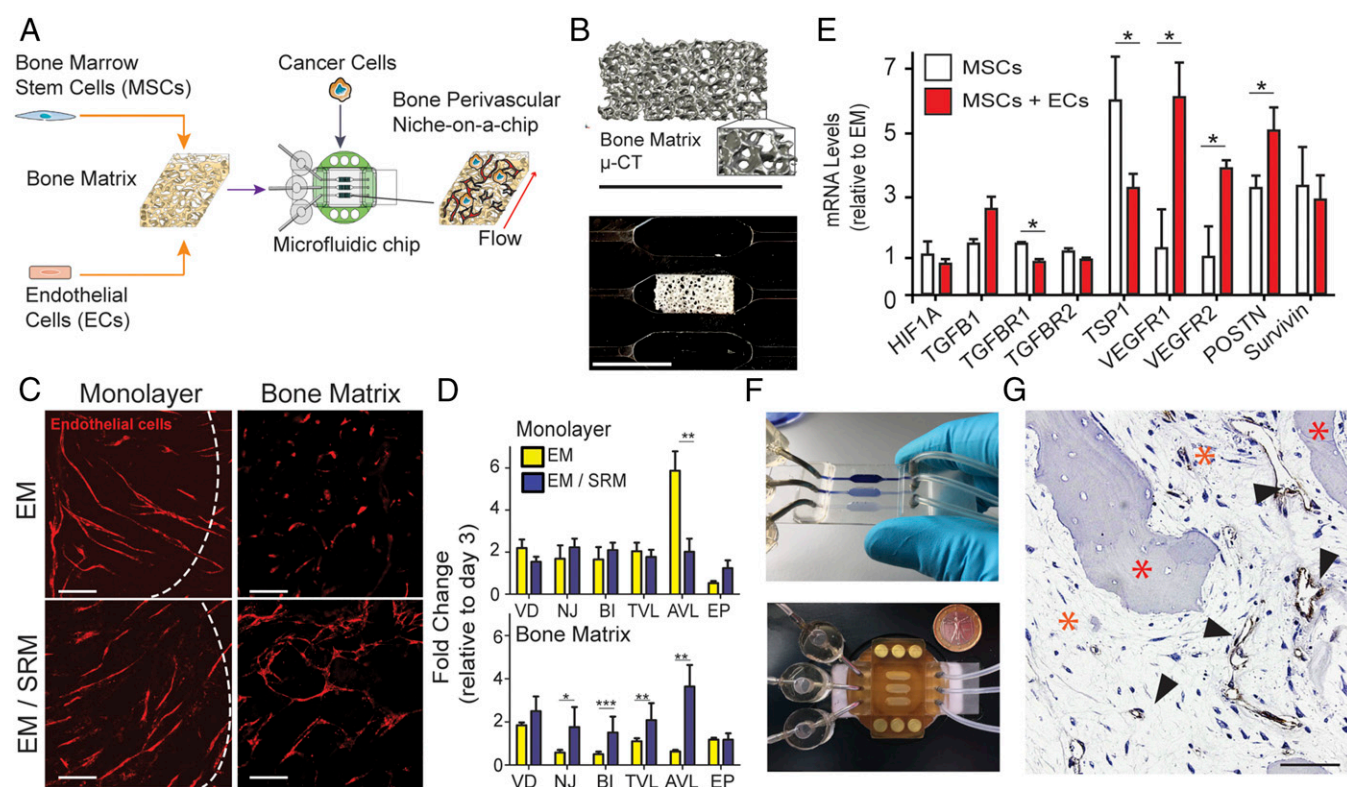 A
Bone Marrow
Stem Cells (MSCs)
Bone Matrix
Endothelial
Cells (ECs)
Cancer Cells
Bone Perivascular
Niche-on-a-chip
Microfluidic chip
Flow
B
Bone Matrix
μ-CT
E
mRNA Levels
(relative to EM)
7
5
3
1
0
MSCs
MSCs + ECs
*
*
*
*
*
HIF1A
TGFB1
TGFBR1
TGFBR2
TSP1
VEGFR1
VEGFR2
POSTN
Survivin
C
Monolayer
Bone Matrix
Endothelial cells
EM
EM / SRM
D
Fold Change
(relative to day 3)
Monolayer
EM
EM / SRM
6
4
2
0
**
VD NJ BI TVL AVL EP
Bone Matrix
6
4
2
0
*
***
**
**
VD NJ BI TVL AVL EP
F
G
*
*
*
*